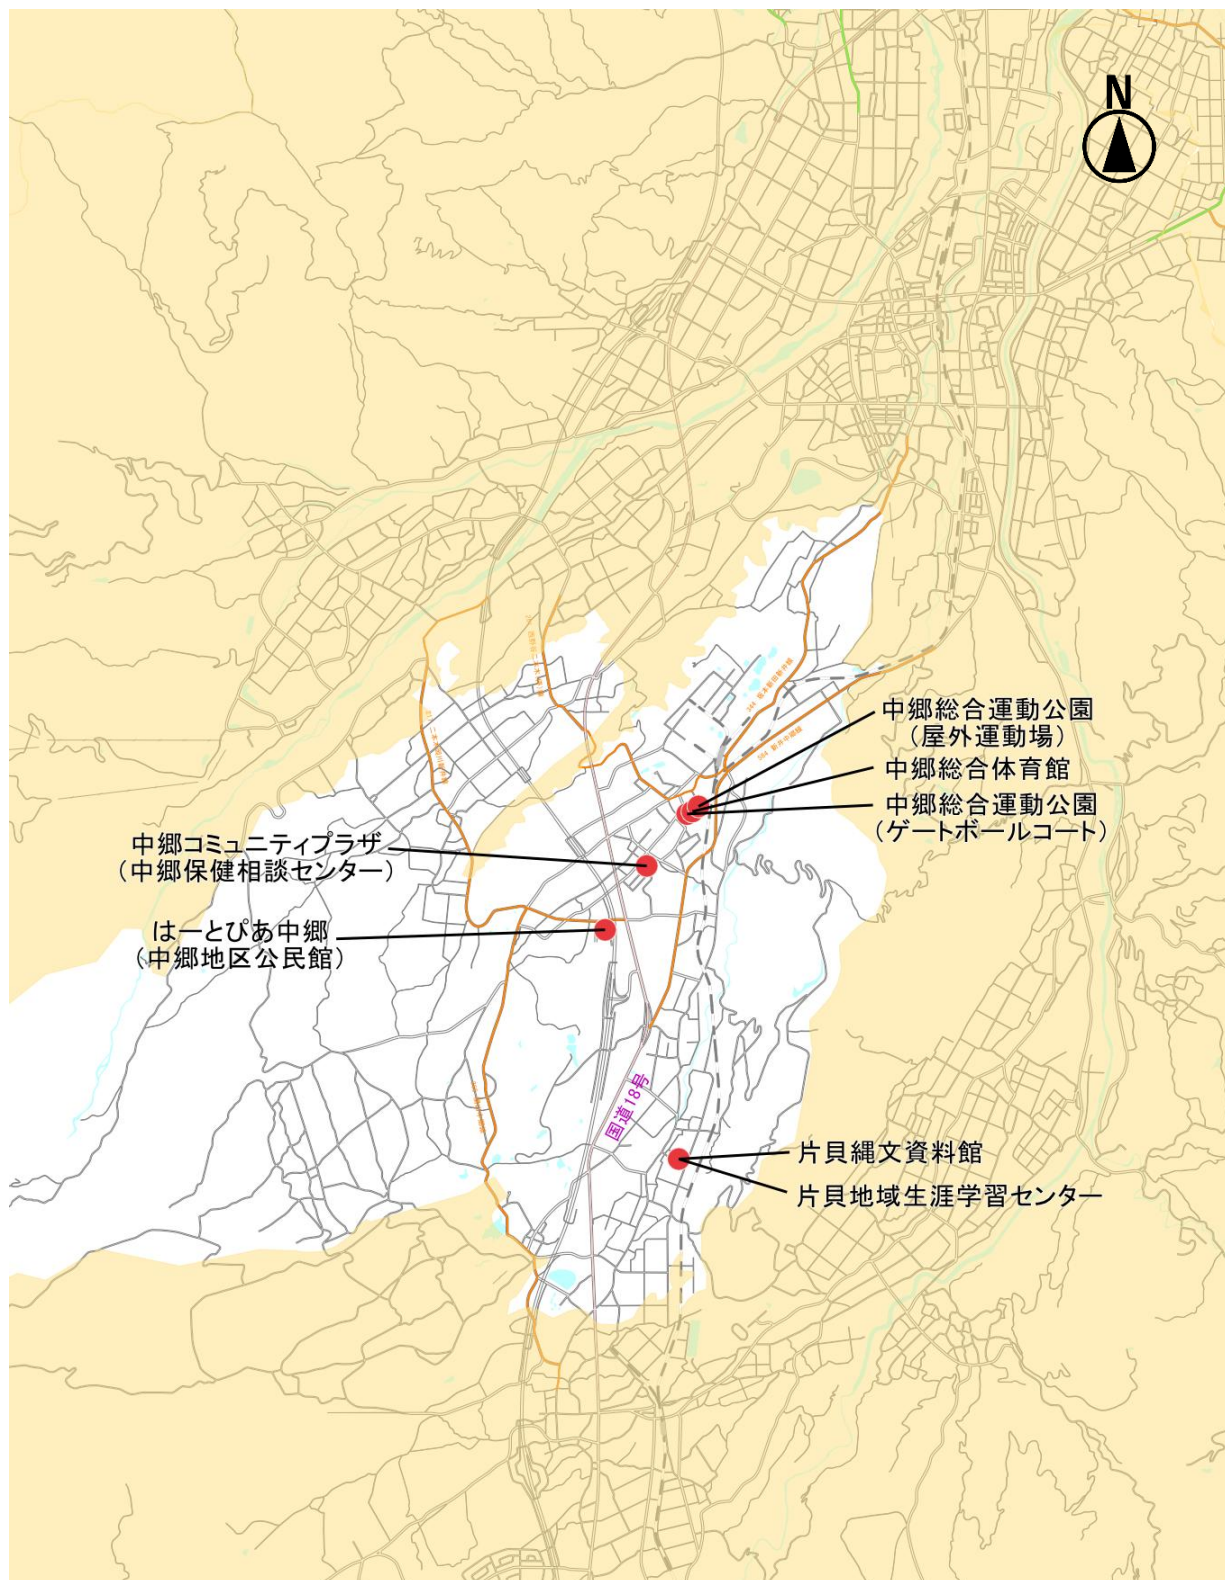 N
中郷総合運動公園
（屋外運動場）
中郷総合体育館
中郷総合運動公園
（ゲートボールコート）
中郷コミュニティプラザ
（中郷保健相談センター）
はーとぴあ中郷
（中郷地区公民館）
国道18号
片貝縄文資料館
片貝地域生涯学習センター